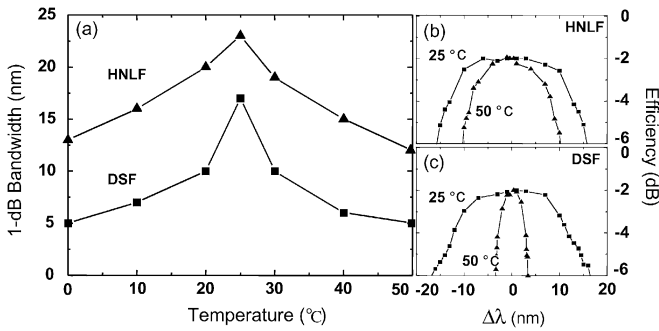 (a)
HNLF
DSF
25
20
15
10
5
0
0 10 20 30 40 50
1-dB Bandwidth (nm)
Temperature (℃)
(b)
HNLF
25 °C
50 °C
0
-2
-4
-6
(c)
DSF
25 °C
50 °C
0
-2
-4
-6
-20 -10 0 10 20
Δλ (nm)
Efficiency (dB)